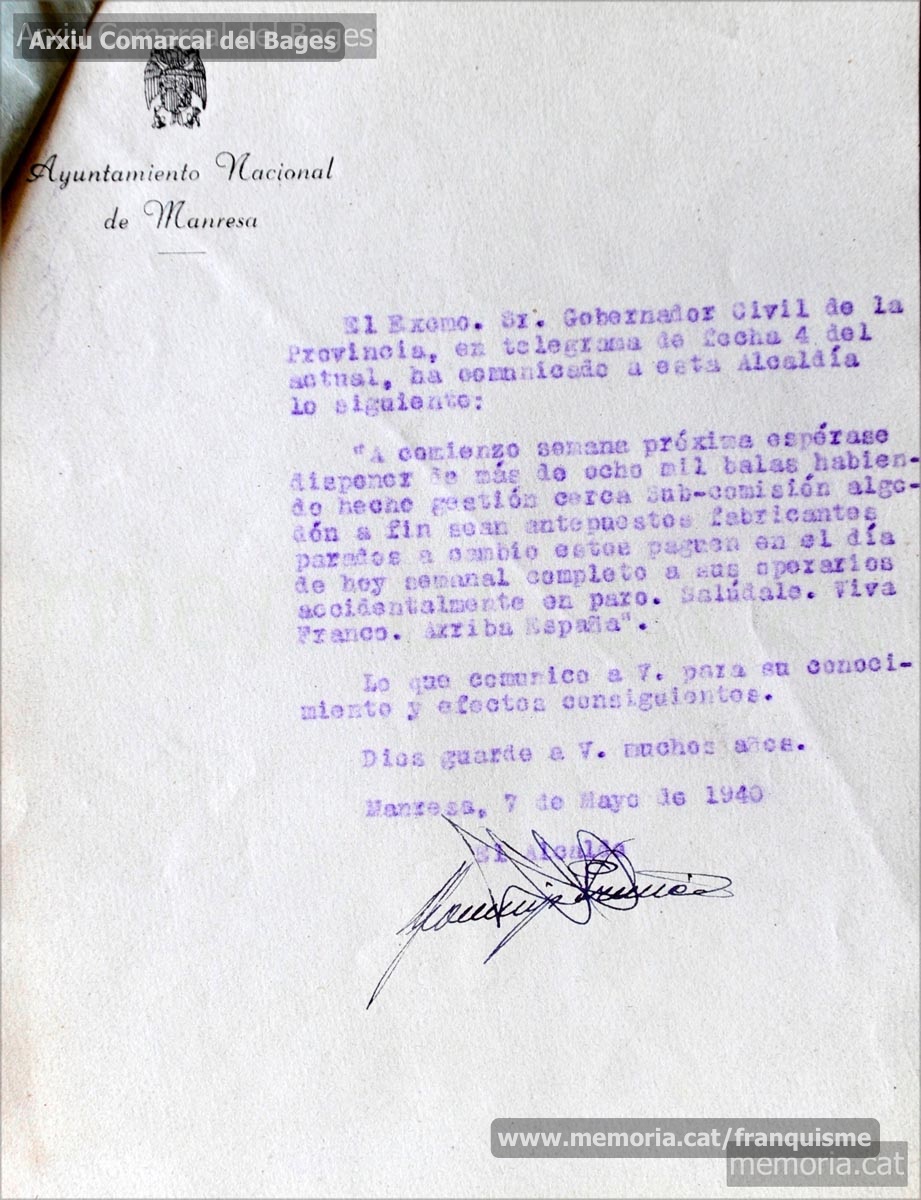 Arxiu Comarcal del Bages
Arxiu Comarcal del Bages
Ayuntamiento Nacional
de Manresa
El Excmo. Sr. Gobernador Civil de la
Provincia, en telegrama de fecha 4 del
actual, ha comunicado a esta Alcaldía
lo siguiente:
"A comienzo semana próxima espérase
disponer de más de ocho mil balas habien-
do hecho gestión cerca Sub-comisión algo-
dón a fin sean antepuestos fabricantes
parados a cambio estos paguen en el día
de hoy semanal completo a sus operarios
accidentalmente en paro. Salúdale. Viva
Franco. Arriba España".
Lo que comunico a V. para su conoci-
miento y efectos consiguientes.
Dios guarde a V. muchos años.
Manresa, 7 de Mayo de 1940
El Alcalde
www.memoria.cat/franquisme
memoria.cat